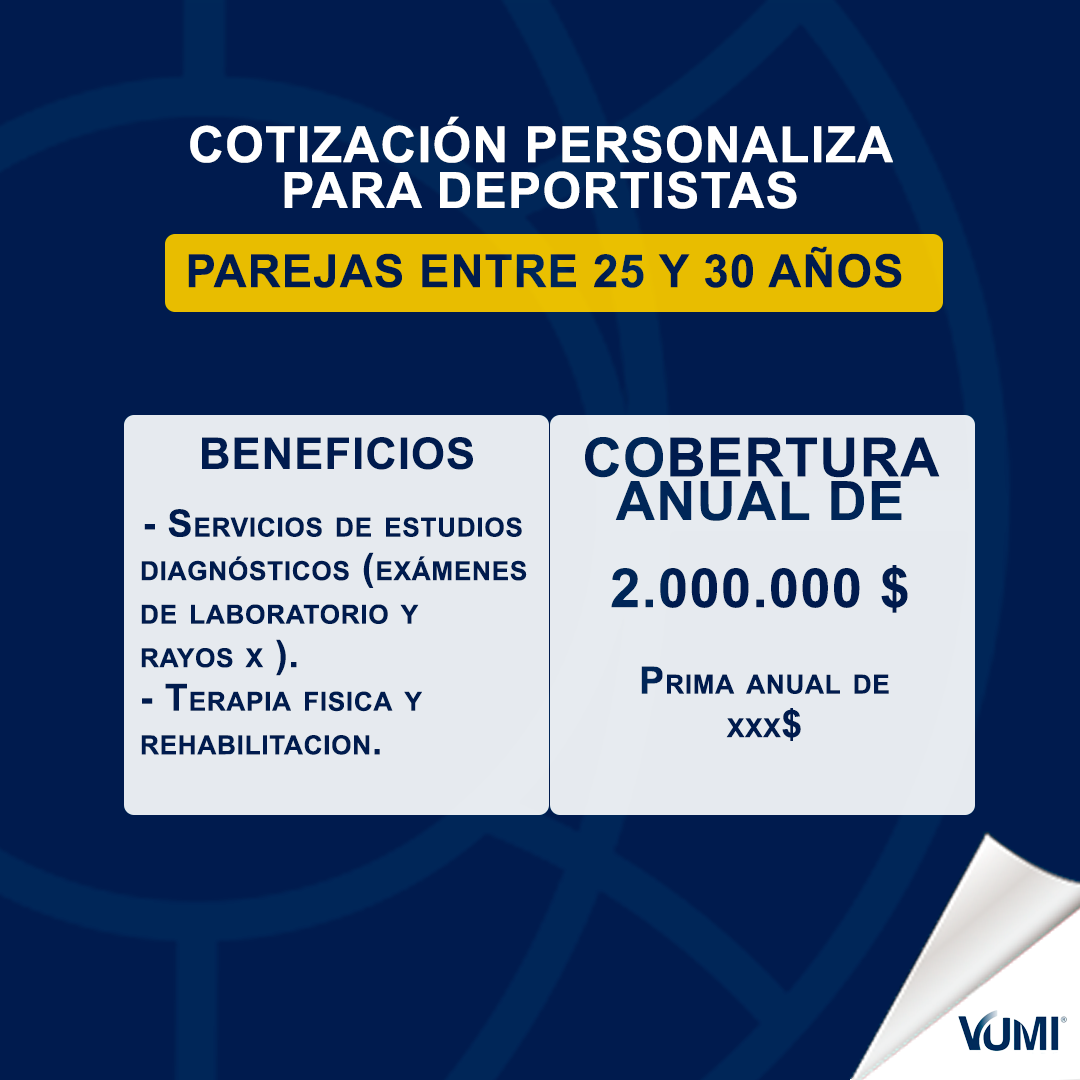 COTIZACIÓN PERSONALIZA
PARA DEPORTISTAS
PAREJAS ENTRE 25 Y 30 AÑOS
BENEFICIOS
- Servicios de estudios
diagnósticos (exámenes
de laboratorio y
rayos x ).
- Terapia fisica y
rehabilitacion.
COBERTURA
ANUAL DE
2.000.000 $
Prima anual de
xxx$
VUMI®